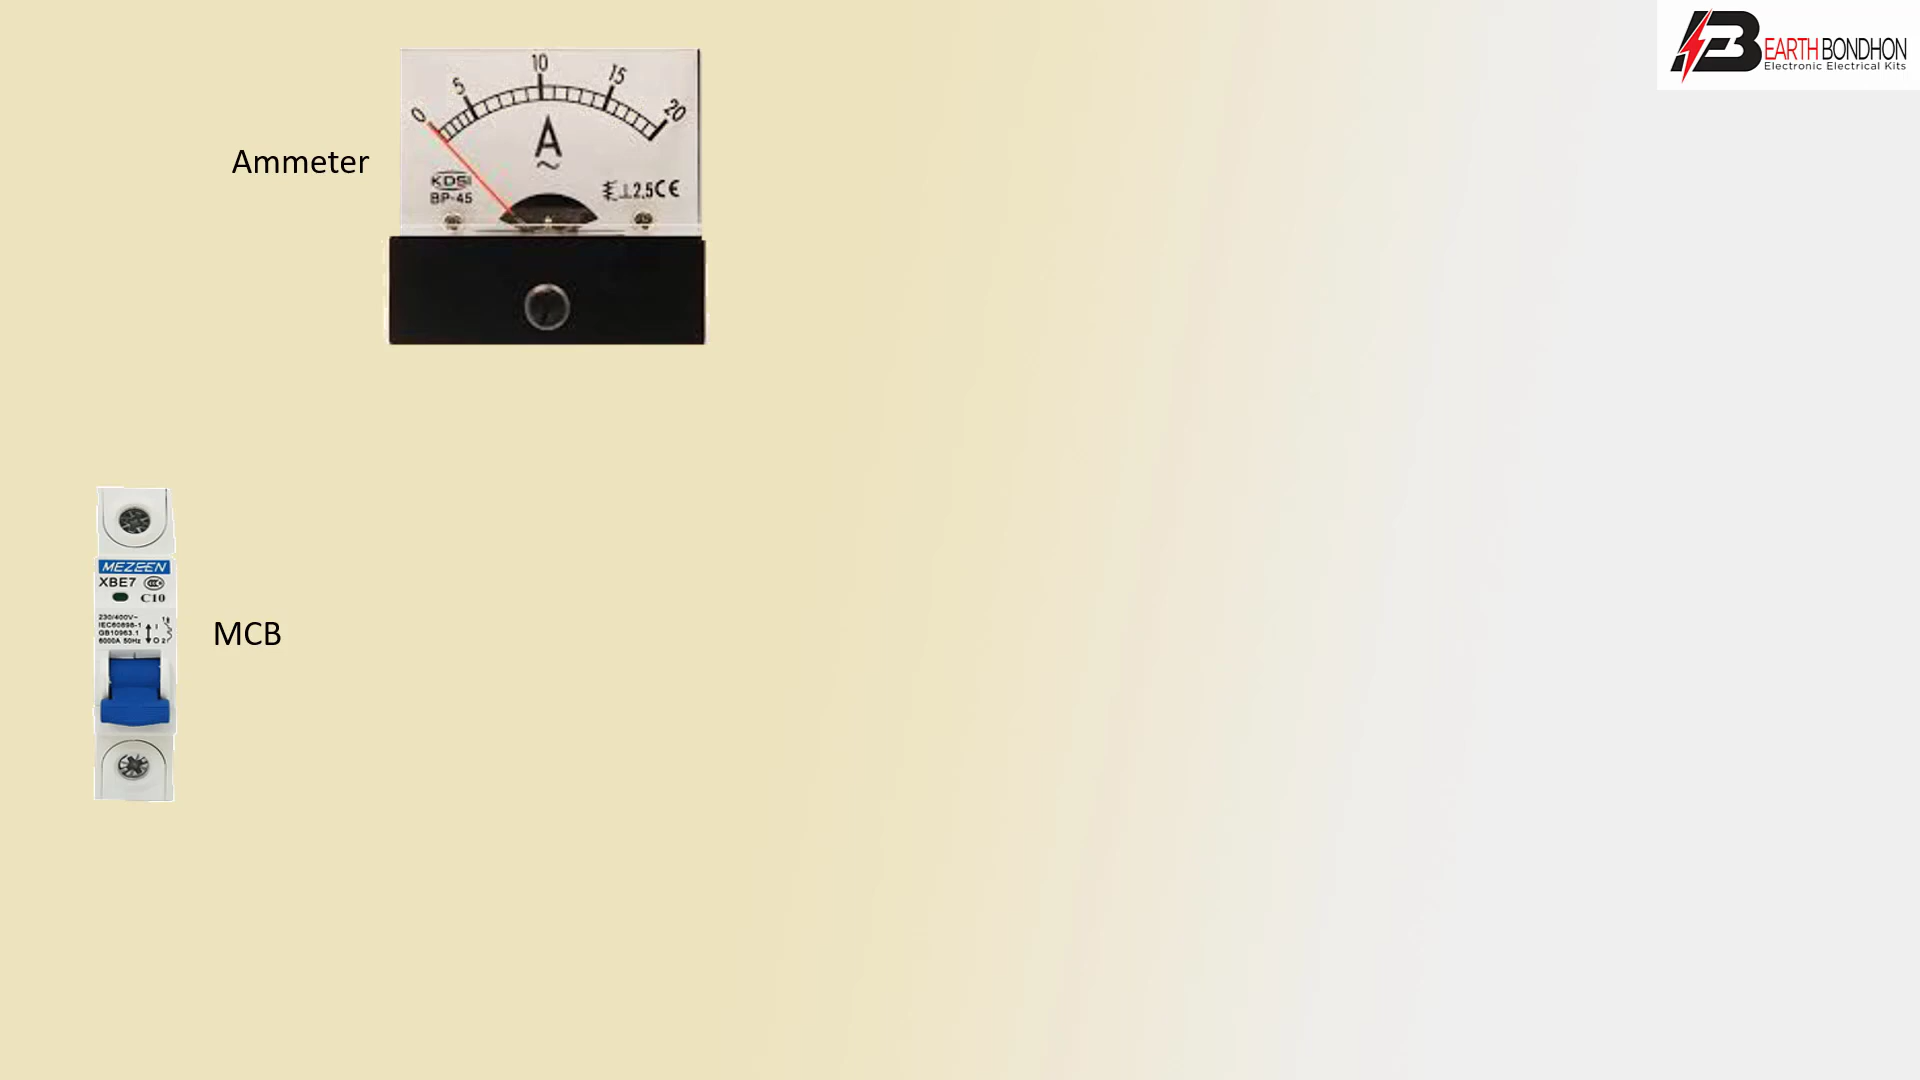 EARTH BONDHON
Electronic Electrical Kits
0 5 10 15 20
A
~
Ammeter
KDSI
BP-45
2.5 CE
MEZEEN
XBE7
C10
230/400V~
IEC60898-1
GB10963.1
6000A 50Hz
MCB